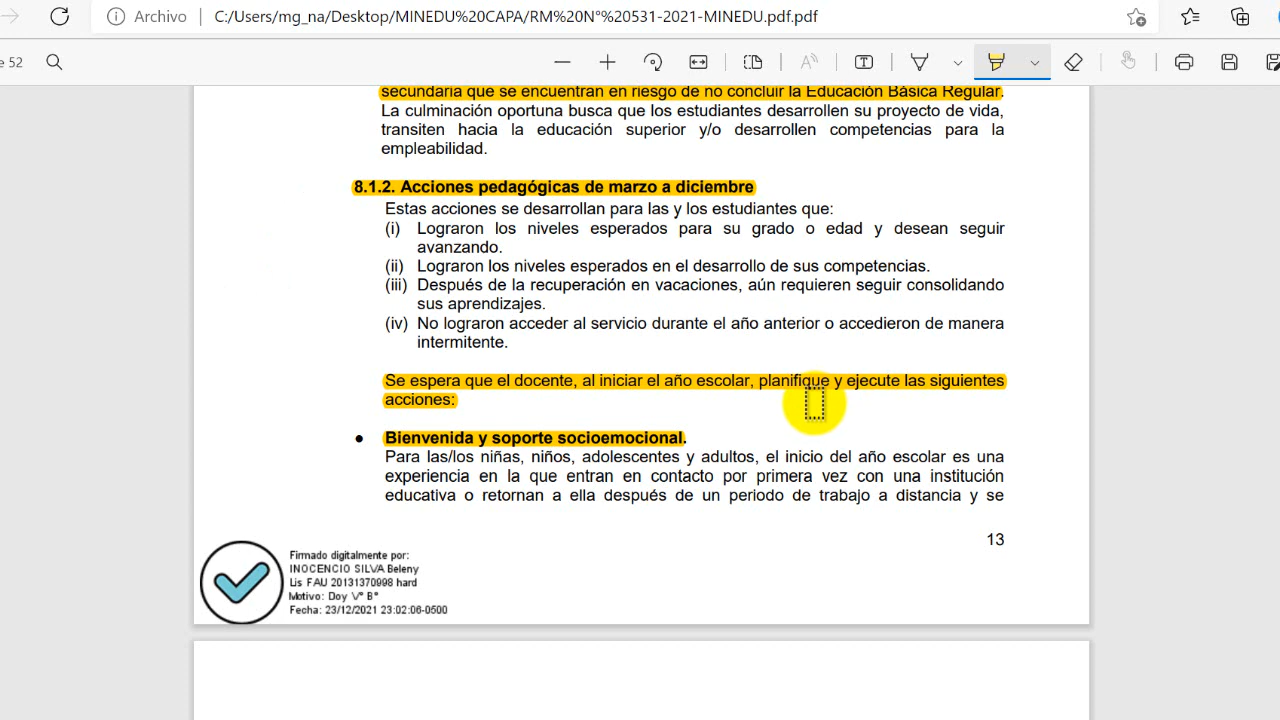 Archivo C:/Users/mg_na/Desktop/MINEDU%20CAPA/RM%20N°%20531-2021-MINEDU.pdf.pdf
e 52
secundaria que se encuentran en riesgo de no concluir la Educación Básica Regular.
La culminación oportuna busca que los estudiantes desarrollen su proyecto de vida,
transiten hacia la educación superior y/o desarrollen competencias para la
empleabilidad.
8.1.2. Acciones pedagógicas de marzo a diciembre
Estas acciones se desarrollan para las y los estudiantes que:
(i) Lograron los niveles esperados para su grado o edad y desean seguir
avanzando.
(ii) Lograron los niveles esperados en el desarrollo de sus competencias.
(iii) Después de la recuperación en vacaciones, aún requieren seguir consolidando
sus aprendizajes.
(iv) No lograron acceder al servicio durante el año anterior o accedieron de manera
intermitente.
Se espera que el docente, al iniciar el año escolar, planifique y ejecute las siguientes
acciones:
● Bienvenida y soporte socioemocional.
Para las/los niñas, niños, adolescentes y adultos, el inicio del año escolar es una
experiencia en la que entran en contacto por primera vez con una institución
educativa o retornan a ella después de un periodo de trabajo a distancia y se
13
Firmado digitalmente por:
INOCENCIO SILVA Beleny
Lis FAU 20131370998 hard
Motivo: Doy V° B°
Fecha: 23/12/2021 23:02:06-0500